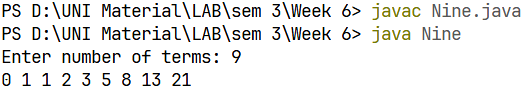 PS D:\UNI Material\LAB\sem 3\Week 6> javac Nine.java
PS D:\UNI Material\LAB\sem 3\Week 6> java Nine
Enter number of terms: 9
0 1 1 2 3 5 8 13 21